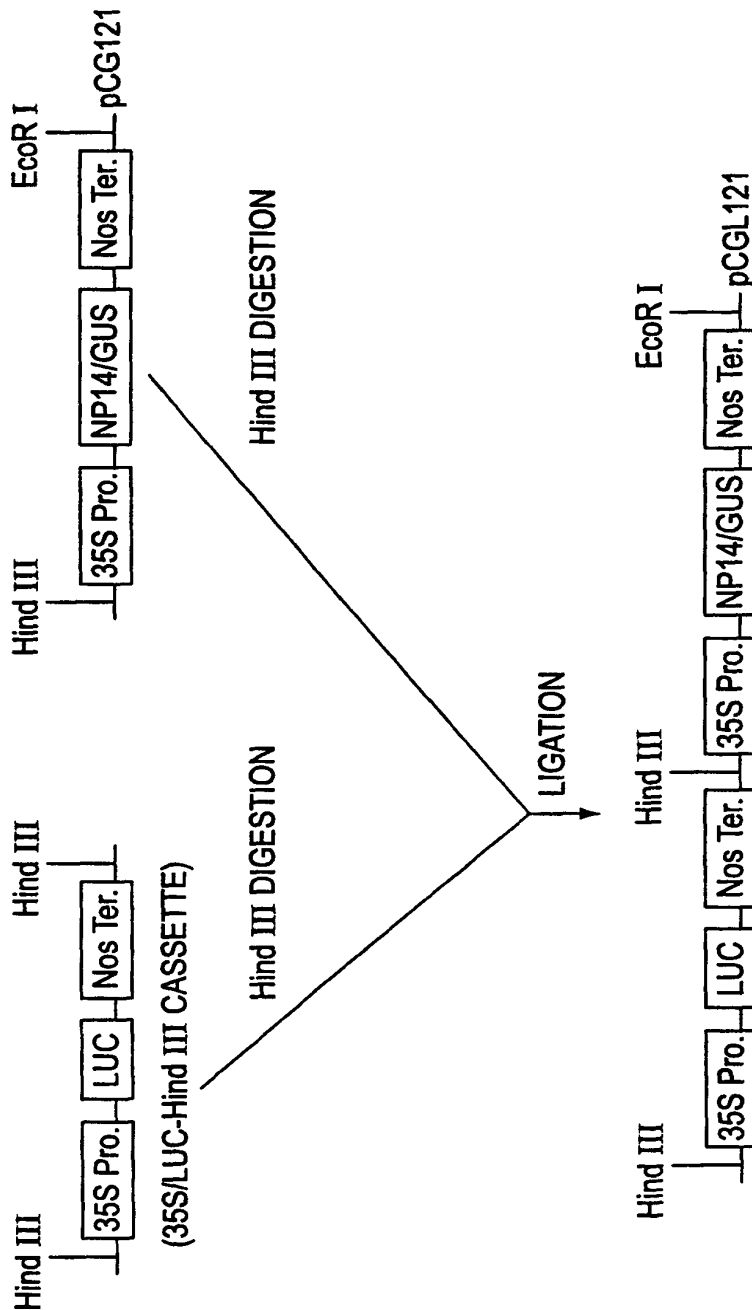 Hind III
Hind III
35S Pro.
LUC
Nos Ter.
(35S/LUC-Hind III CASSETTE)
Hind III
EcoR I
35S Pro.
NP14/GUS
Nos Ter.
pCG121
Hind III DIGESTION
Hind III DIGESTION
LIGATION
Hind III
Hind III
EcoR I
35S Pro.
LUC
Nos Ter.
35S Pro.
NP14/GUS
Nos Ter.
pCGL121